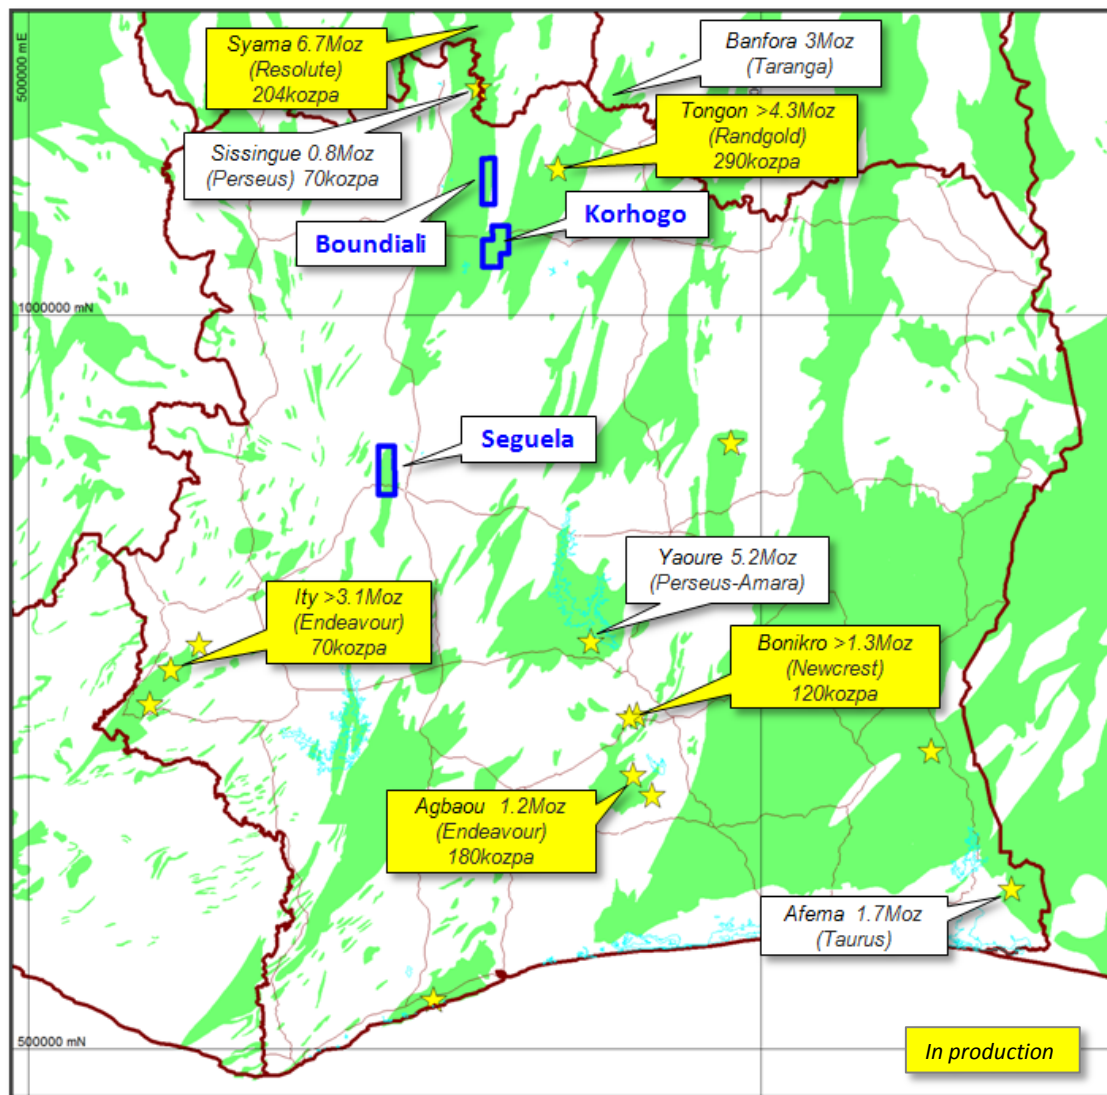 500000 mE
Syama 6.7Moz
(Resolute)
204kozpa
Banfora 3Moz
(Taranga)
Tongon >4.3Moz
(Randgold)
290kozpa
Sissingue 0.8Moz
(Perseus) 70kozpa
Korhogo
Boundiali
1000000 mN
Seguela
Yaoure 5.2Moz
(Perseus-Amara)
Ity >3.1Moz
(Endeavour)
70kozpa
Bonikro >1.3Moz
(Newcrest)
120kozpa
Agbaou 1.2Moz
(Endeavour)
180kozpa
Afema 1.7Moz
(Taurus)
500000 mN
In production